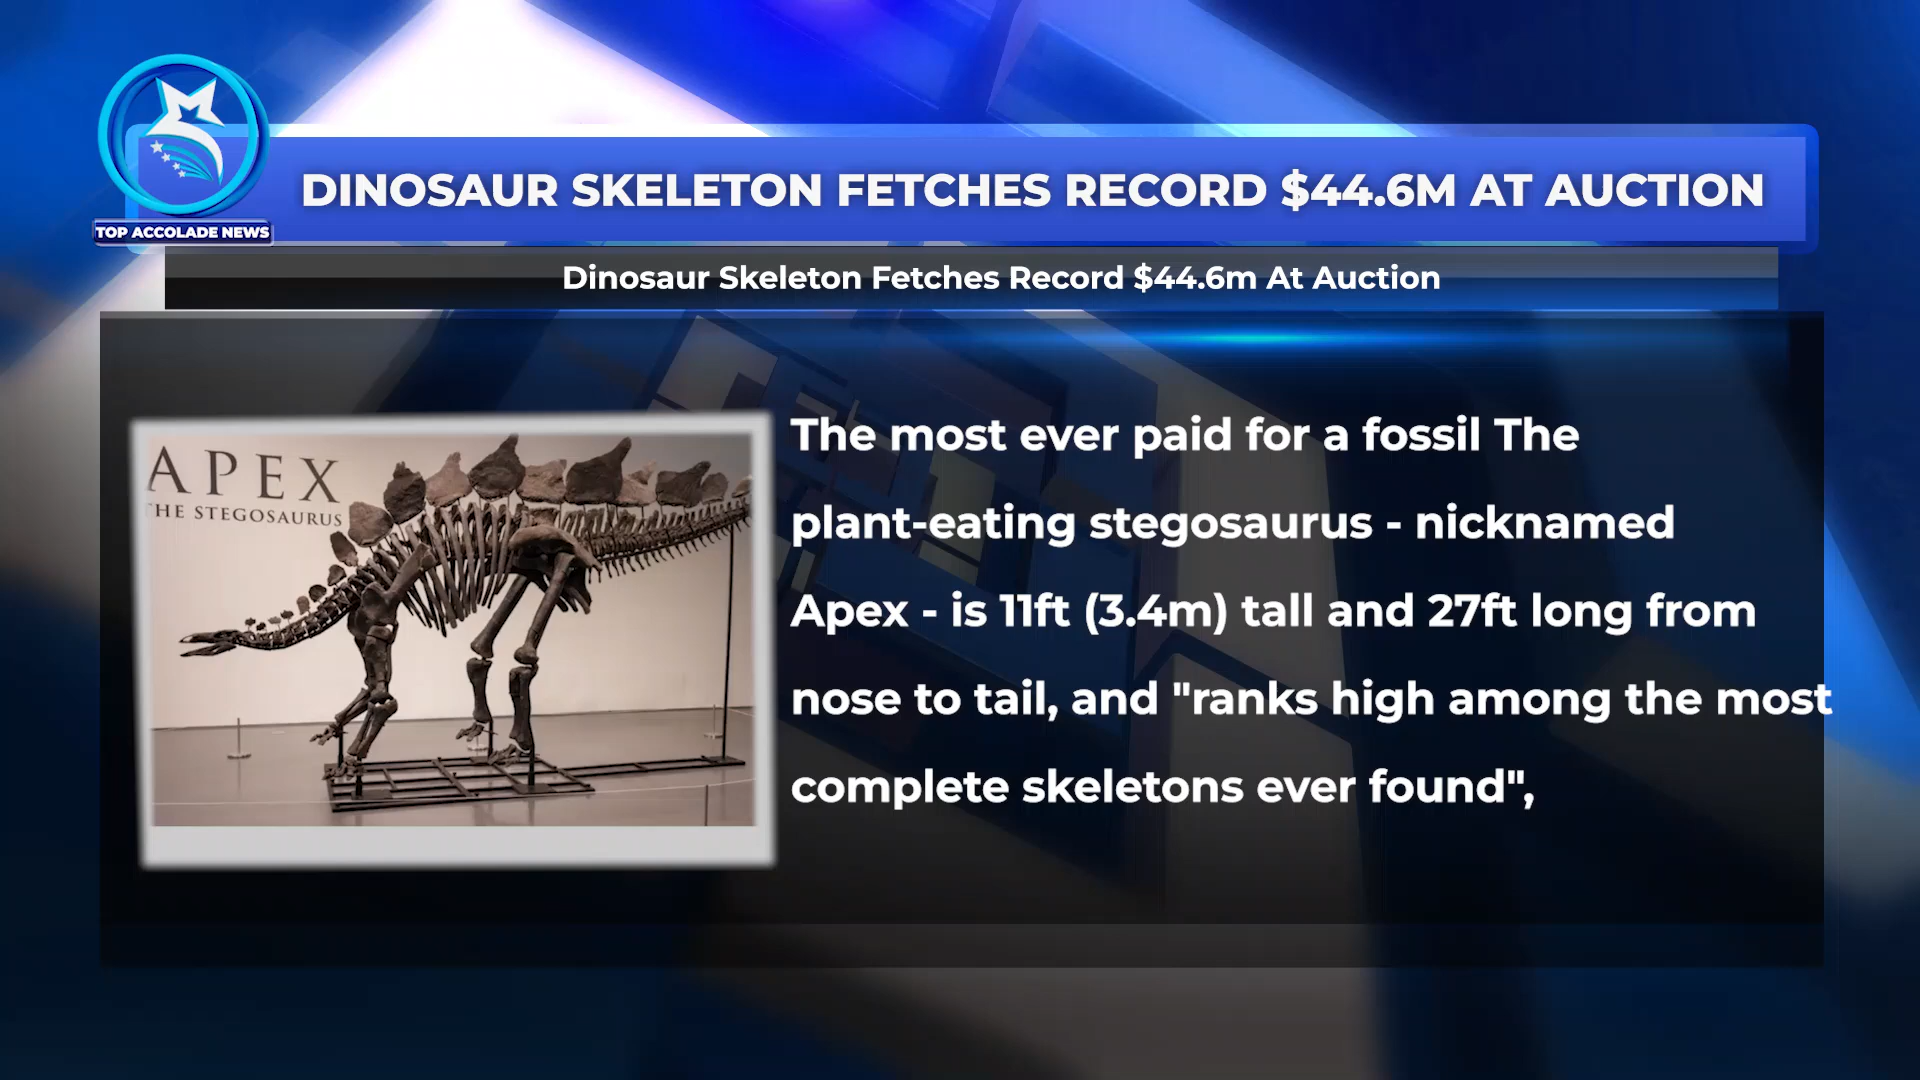 TOP ACCOLADE NEWS
DINOSAUR SKELETON FETCHES RECORD $44.6M AT AUCTION
Dinosaur Skeleton Fetches Record $44.6m At Auction
APEX
THE STEGOSAURUS
The most ever paid for a fossil The
plant-eating stegosaurus - nicknamed
Apex - is 11ft (3.4m) tall and 27ft long from
nose to tail, and "ranks high among the most
complete skeletons ever found",